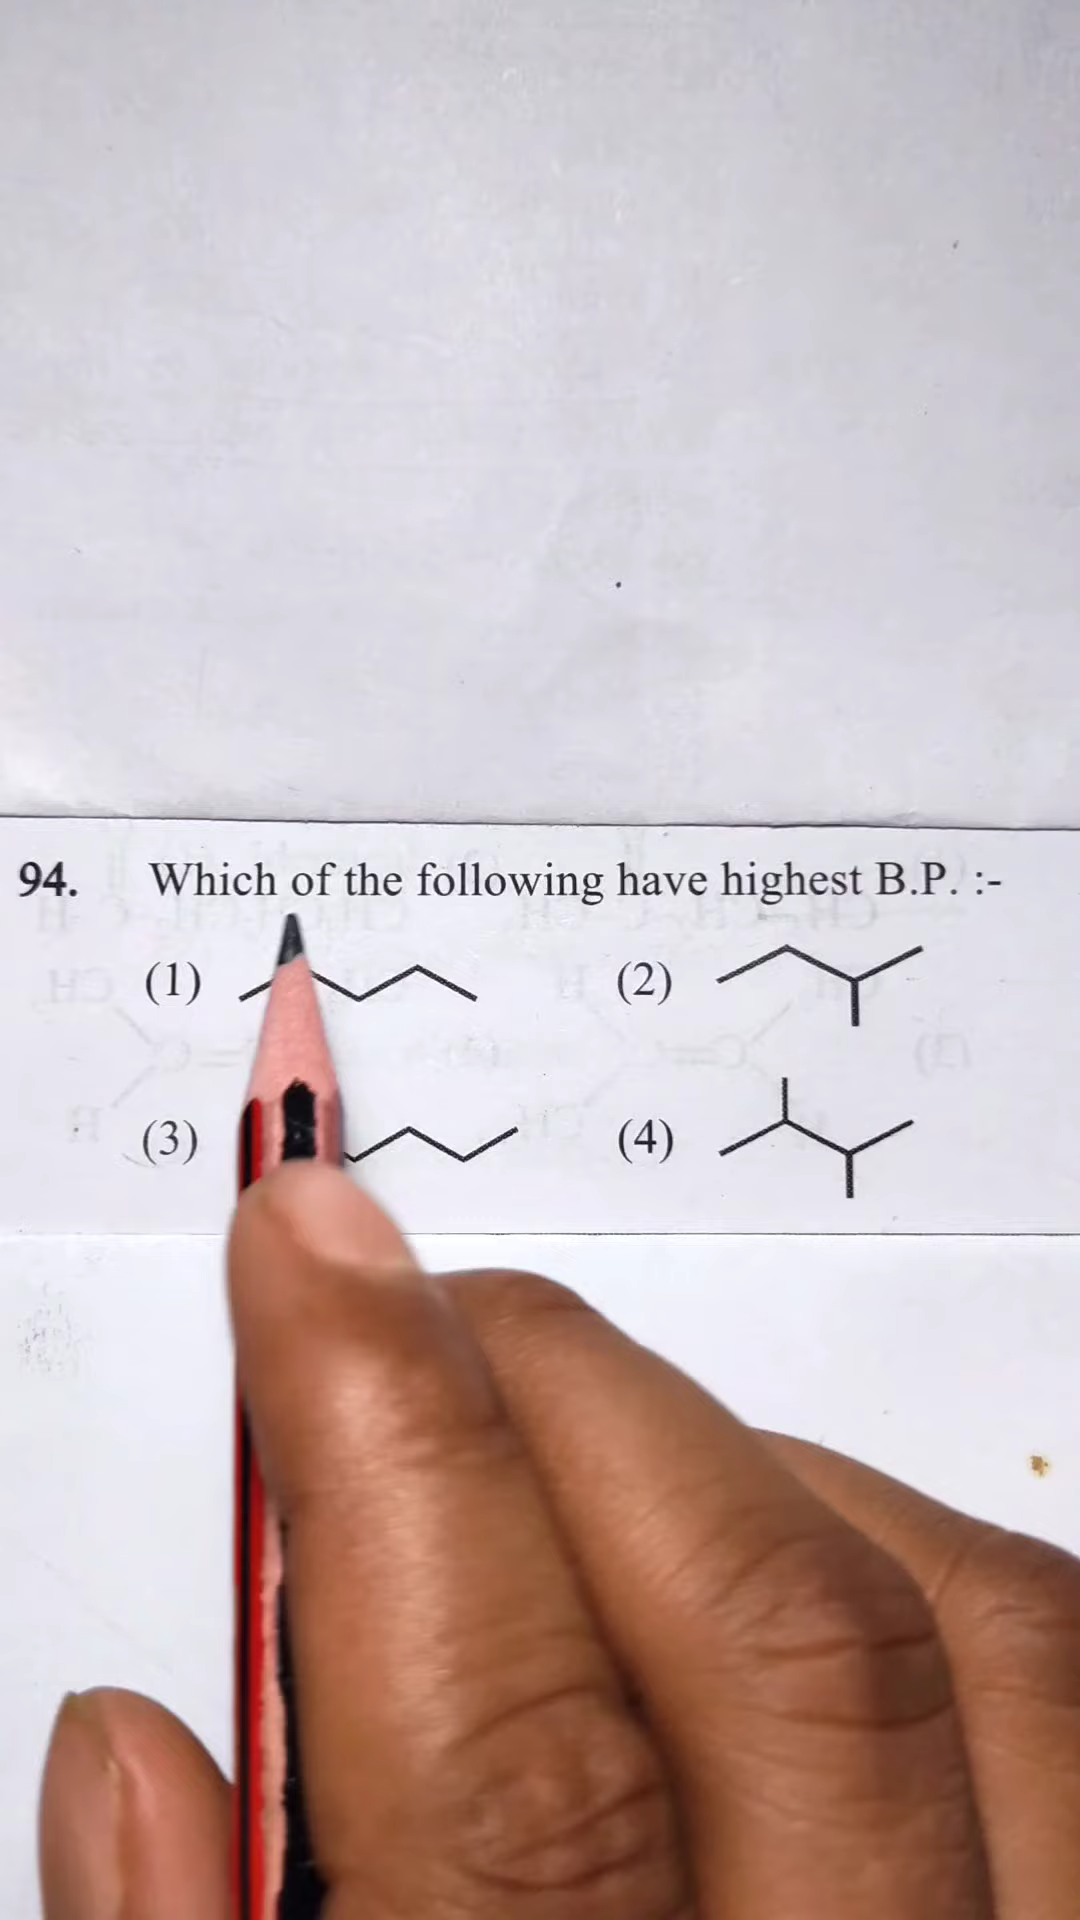 94. Which of the following have highest B.P. :-
(1) (2)
(3) (4)